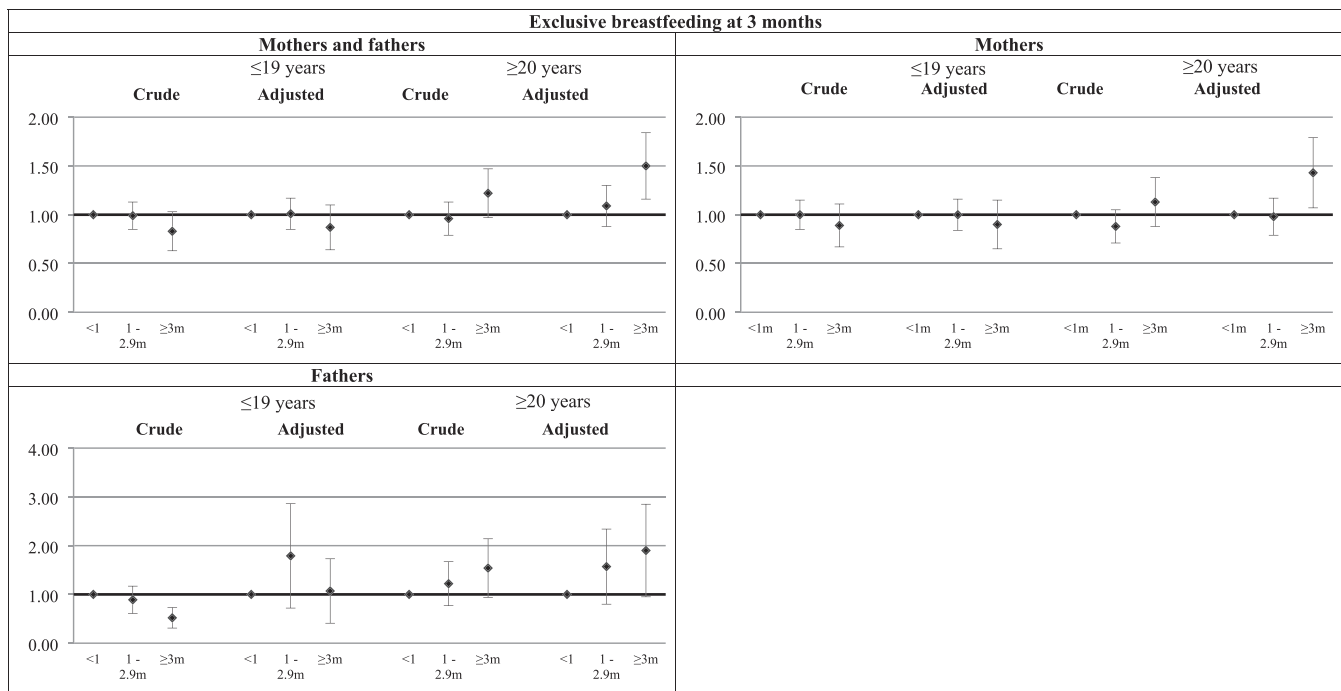 Exclusive breastfeeding at 3 months
Mothers and fathers
≤19 years ≥20 years
Crude Adjusted Crude Adjusted
2.00
1.50
1.00
0.50
0.00
<1 1 - ≥3m <1 1 - ≥3m <1 1 - ≥3m <1 1 - ≥3m
2.9m 2.9m 2.9m 2.9m
Mothers
≤19 years ≥20 years
Crude Adjusted Crude Adjusted
2.00
1.50
1.00
0.50
0.00
<1m 1 - ≥3m <1m 1 - ≥3m <1m 1 - ≥3m <1m 1 - ≥3m
2.9m 2.9m 2.9m 2.9m
Fathers
≤19 years ≥20 years
Crude Adjusted Crude Adjusted
4.00
3.00
2.00
1.00
0.00
<1 1 - ≥3m <1 1 - ≥3m <1 1 - ≥3m <1 1 - ≥3m
2.9m 2.9m 2.9m 2.9m